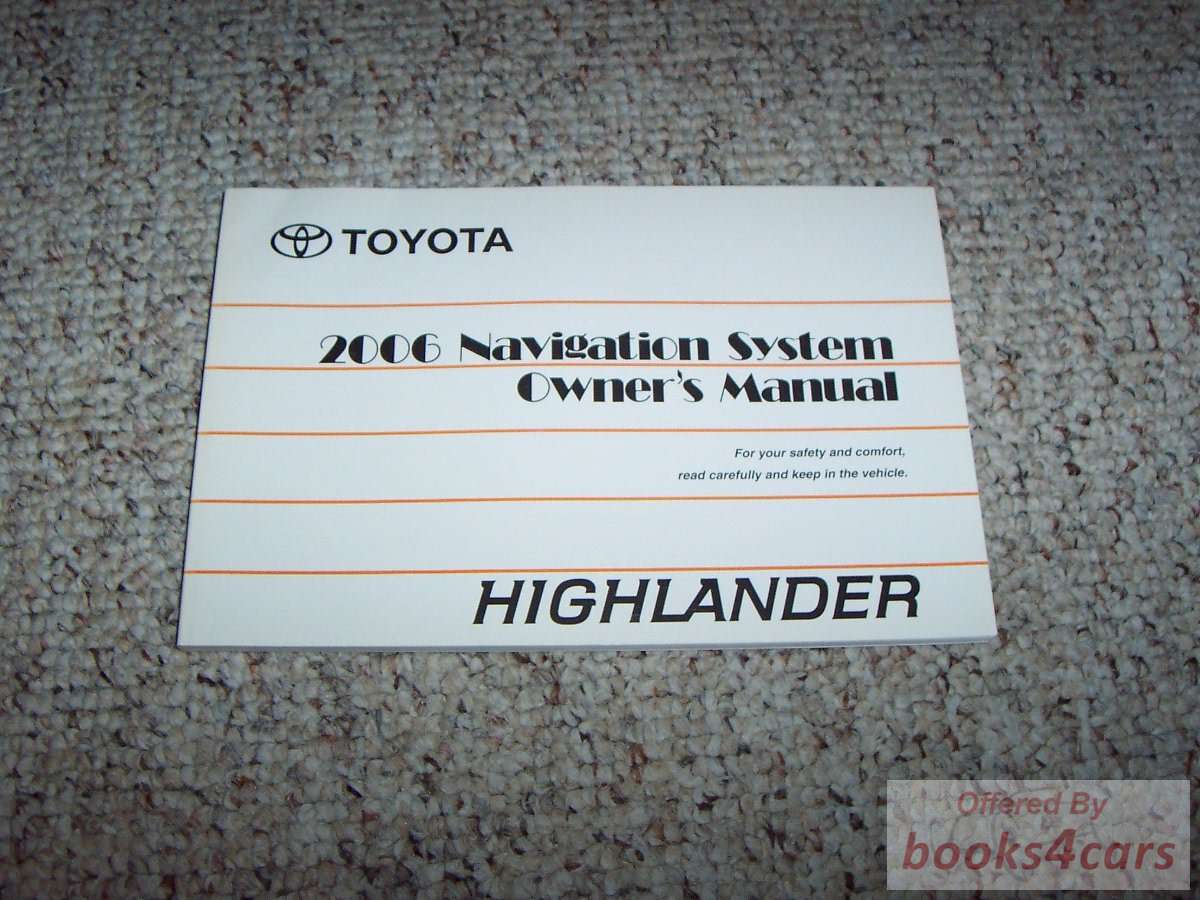 TOYOTA
2006 Navigation System
Owner's Manual
For your safety and comfort,
read carefully and keep in the vehicle.
HIGHLANDER
Offered By
books4cars